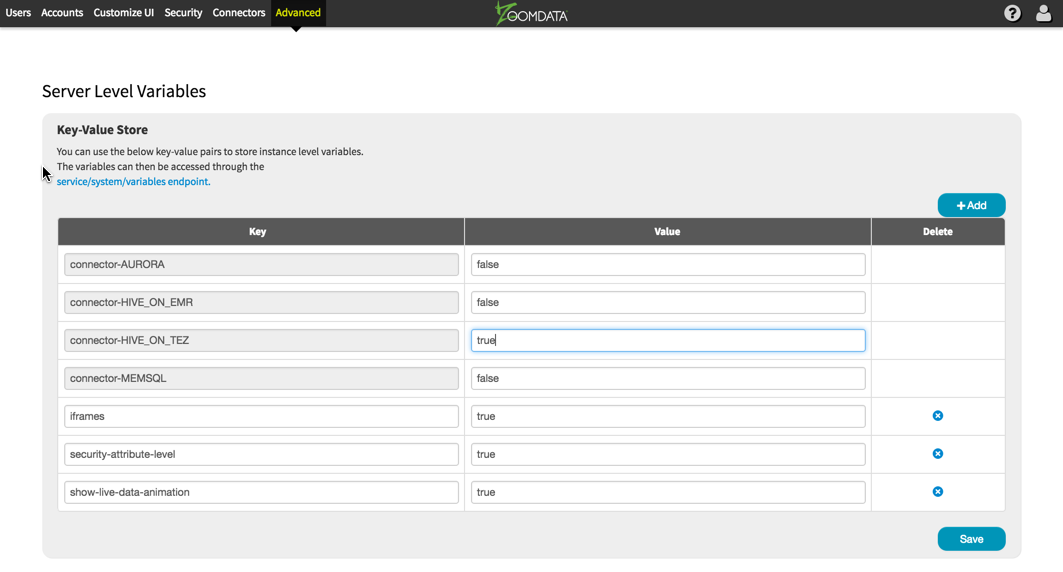 Users Accounts Customize UI Security Connectors Advanced ZOOMDATA ?
Server Level Variables
Key-Value Store
You can use the below key-value pairs to store instance level variables.
The variables can then be accessed through the
service/system/variables endpoint.
+ Add
Key Value Delete
connector-AURORA false
connector-HIVE_ON_EMR false
connector-HIVE_ON_TEZ true
connector-MEMSQL false
iframes true
security-attribute-level true
show-live-data-animation true
Save